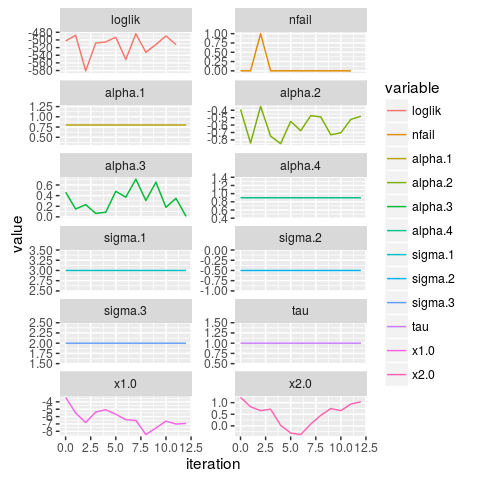 loglik
nfail
-480
-500
-520
-540
-560
-580
1.00
0.75
0.50
0.25
0.00
alpha.1
alpha.2
1.25
1.00
0.75
0.50
-0.4
-0.5
-0.6
-0.7
-0.8
alpha.3
alpha.4
0.6
0.4
0.2
0.0
1.4
1.2
1.0
0.8
0.6
0.4
sigma.1
sigma.2
3.50
3.25
3.00
2.75
2.50
0.00
-0.25
-0.50
-0.75
-1.00
sigma.3
tau
2.50
2.25
2.00
1.75
1.50
1.50
1.25
1.00
0.75
0.50
x1.0
x2.0
-4
-5
-6
-7
-8
1.0
0.5
0.0
0.0 2.5 5.0 7.5 10.0 12.5
0.0 2.5 5.0 7.5 10.0 12.5
iteration
value
variable
loglik
nfail
alpha.1
alpha.2
alpha.3
alpha.4
sigma.1
sigma.2
sigma.3
tau
x1.0
x2.0